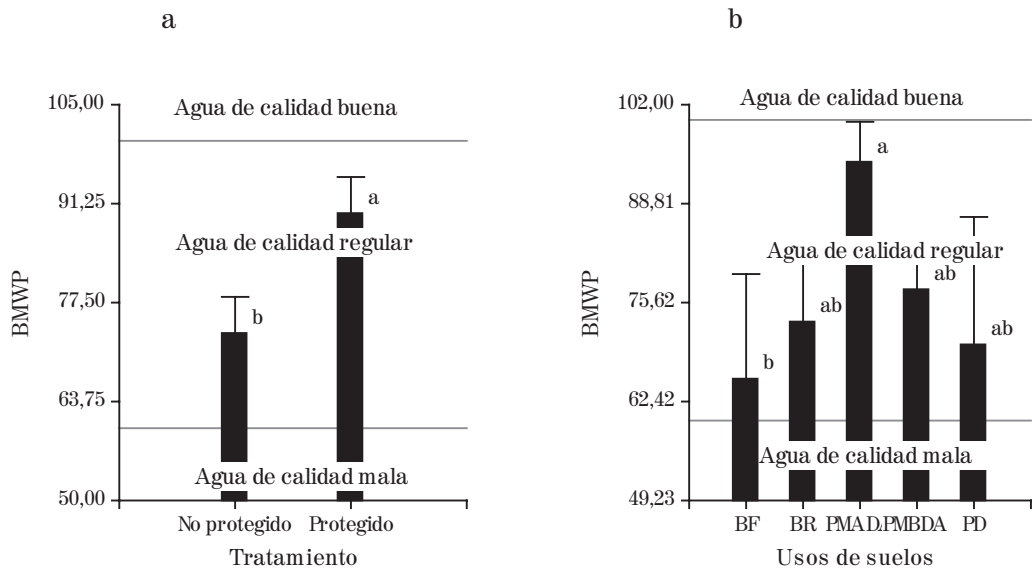 a
105,00
91,25
77,50
63,75
50,00
BMWP
Agua de calidad buena
Agua de calidad regular
Agua de calidad mala
b
a
No protegido
Protegido
Tratamiento
b
102,00
88,81
75,62
62,42
49,23
BMWP
Agua de calidad buena
Agua de calidad regular
Agua de calidad mala
b
ab
a
ab
ab
BF
BR
PMADA
PMBDA
PD
Usos de suelos